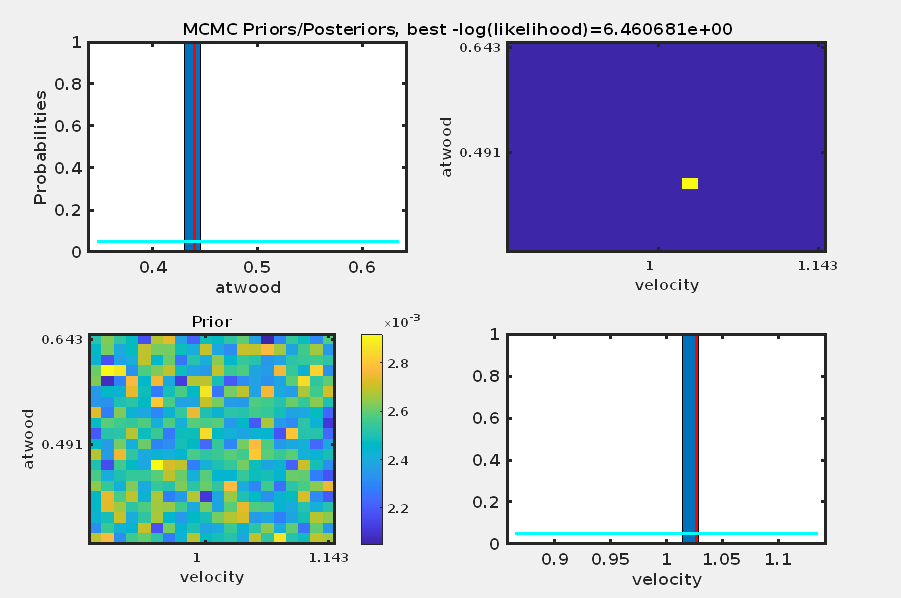 MCMC Priors/Posteriors, best -log(likelihood)=6.460681e+00
Probabilities
1
0.8
0.6
0.4
0.2
0
0.4 0.5 0.6
atwood
atwood
0.643
0.491
1 1.143
velocity
Prior
atwood
0.643
0.491
1 1.143
velocity
×10-3
2.8
2.6
2.4
2.2
1
0.8
0.6
0.4
0.2
0
0.9 0.95 1 1.05 1.1
velocity